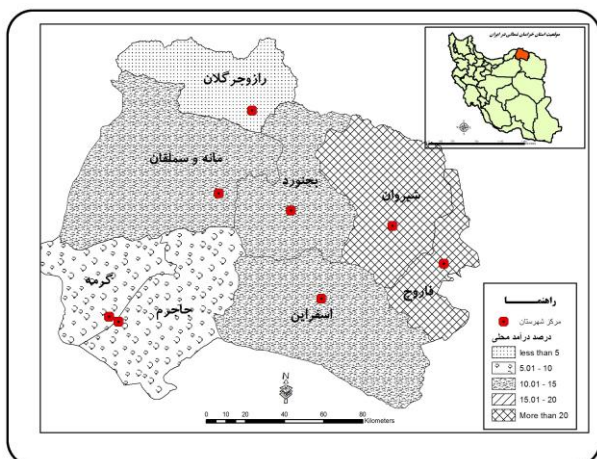 موقعیت استان خراسان شمالی در ایران
رازوجرگلان
مانه و سملقان
بجنورد
شیروان
فاروج
گرمه
جاجرم
اسفراین
راهنمــــا
مرکز شهرستان
درصد درآمد محلی
less than 5
5.01 - 10
10.01 - 15
15.01 - 20
More than 20
N
0 10 20 40 60 80
Kilometers